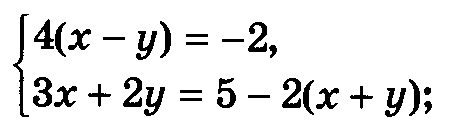 4(x − y) = −2,
3x + 2y = 5 − 2(x + y);